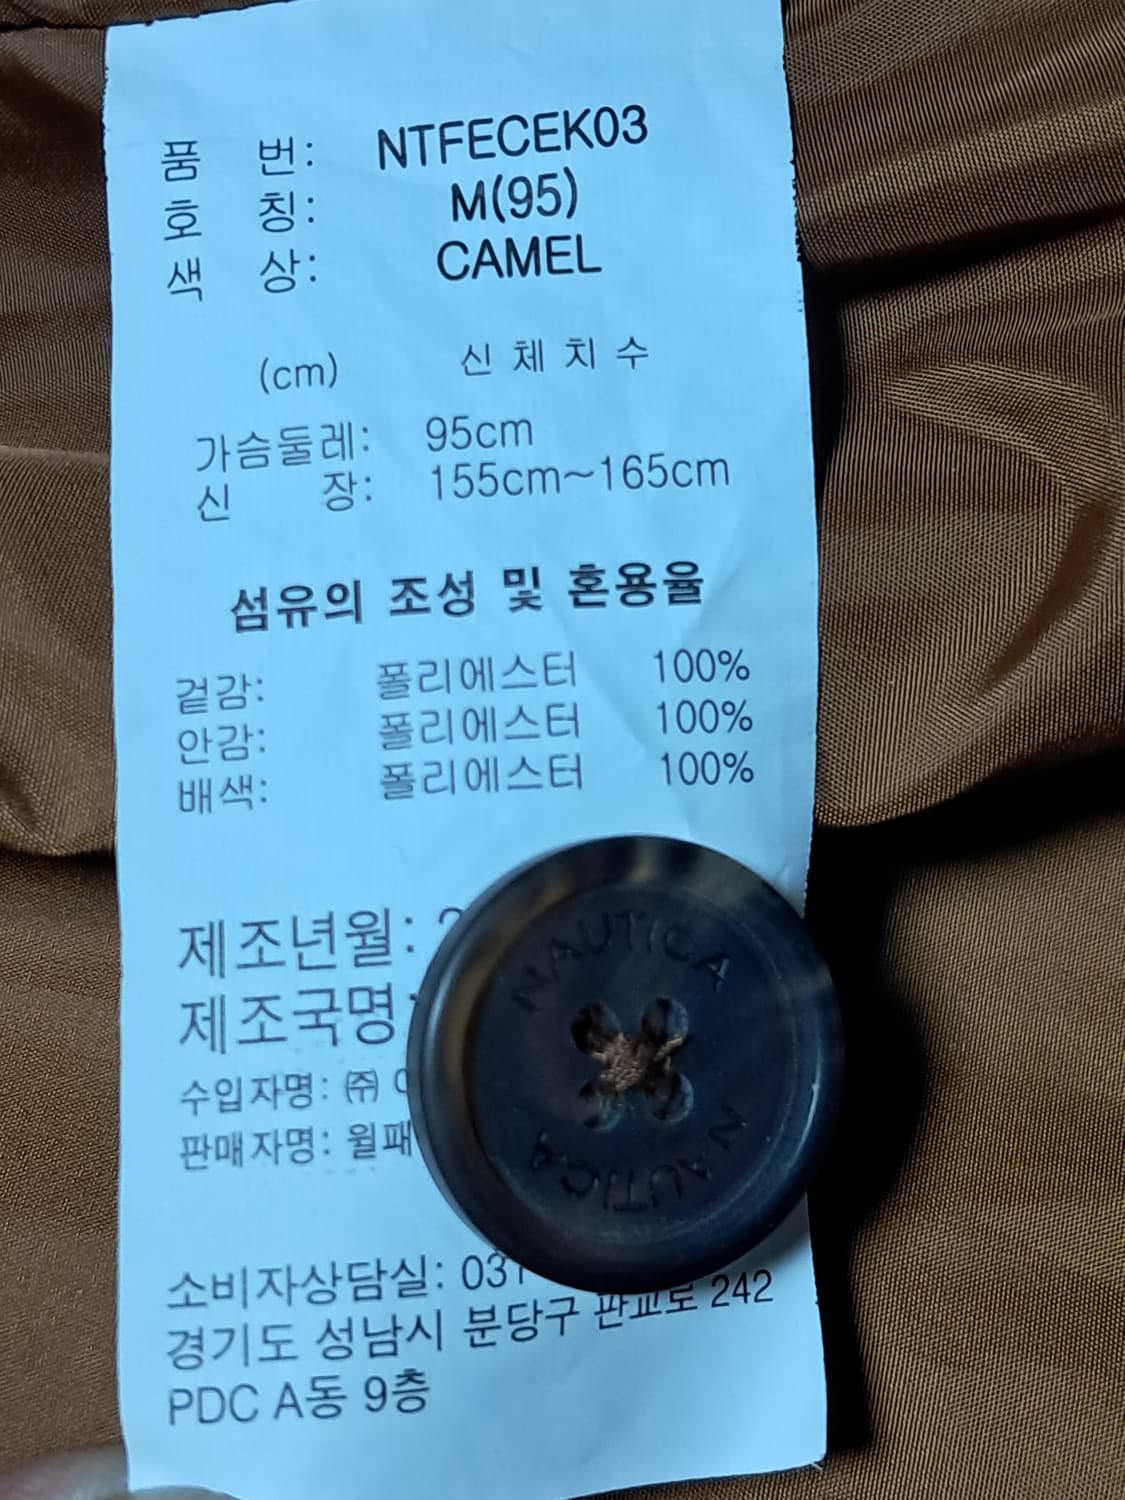 품 번: NTFECEK03
호 칭: M(95)
색 상: CAMEL
(cm) 신체치수
가슴둘레: 95cm
신 장: 155cm~165cm
섬유의 조성 및 혼용율
겉감: 폴리에스터 100%
안감: 폴리에스터 100%
배색: 폴리에스터 100%
제조년월:
제조국명:
수입자명: ㈜
판매자명: 월패
소비자상담실: 031
경기도 성남시 분당구 판교로 242
PDC A동 9층
NAUTICA
NAUTICA